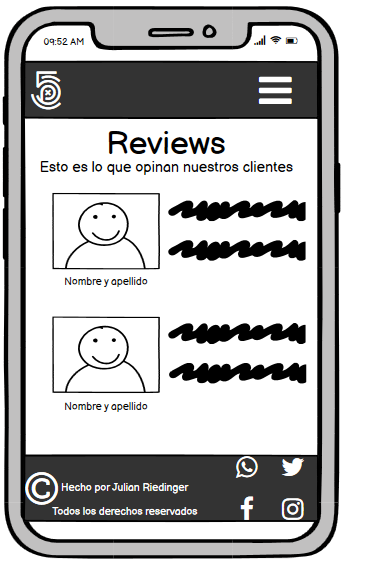 09:52 AM
5
Reviews
Esto es lo que opinan nuestros clientes
Nombre y apellido
Nombre y apellido
© Hecho por Julian Riedinger
Todos los derechos reservados